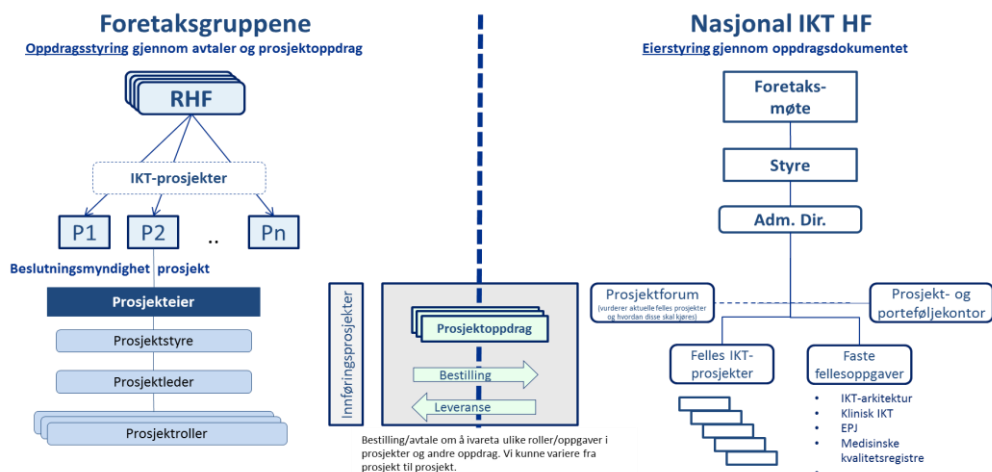 Foretaksgruppene
Oppdragsstyring gjennom avtaler og prosjektoppdrag
RHF
IKT-prosjekter
P1
P2
..
Pn
Beslutningsmyndighet prosjekt
Prosjekteier
Prosjektstyre
Prosjektleder
Prosjektroller
Innføringsprosjekter
Prosjektoppdrag
Bestilling
Leveranse
Bestilling/avtale om å ivareta ulike roller/oppgaver i
prosjekter og andre oppdrag. Vi kunne variere fra
prosjekt til prosjekt.
Nasjonal IKT HF
Eierstyring gjennom oppdragsdokumentet
Foretaks-
møte
Styre
Adm. Dir.
Prosjektforum
(vurderer aktuelle felles prosjekter
og hvordan disse skal kjøres)
Prosjekt- og
porteføljekontor
Felles IKT-
prosjekter
Faste
fellesoppgaver
• IKT-arkitektur
• Klinisk IKT
• EPJ
• Medisinske
kvalitetsregistre